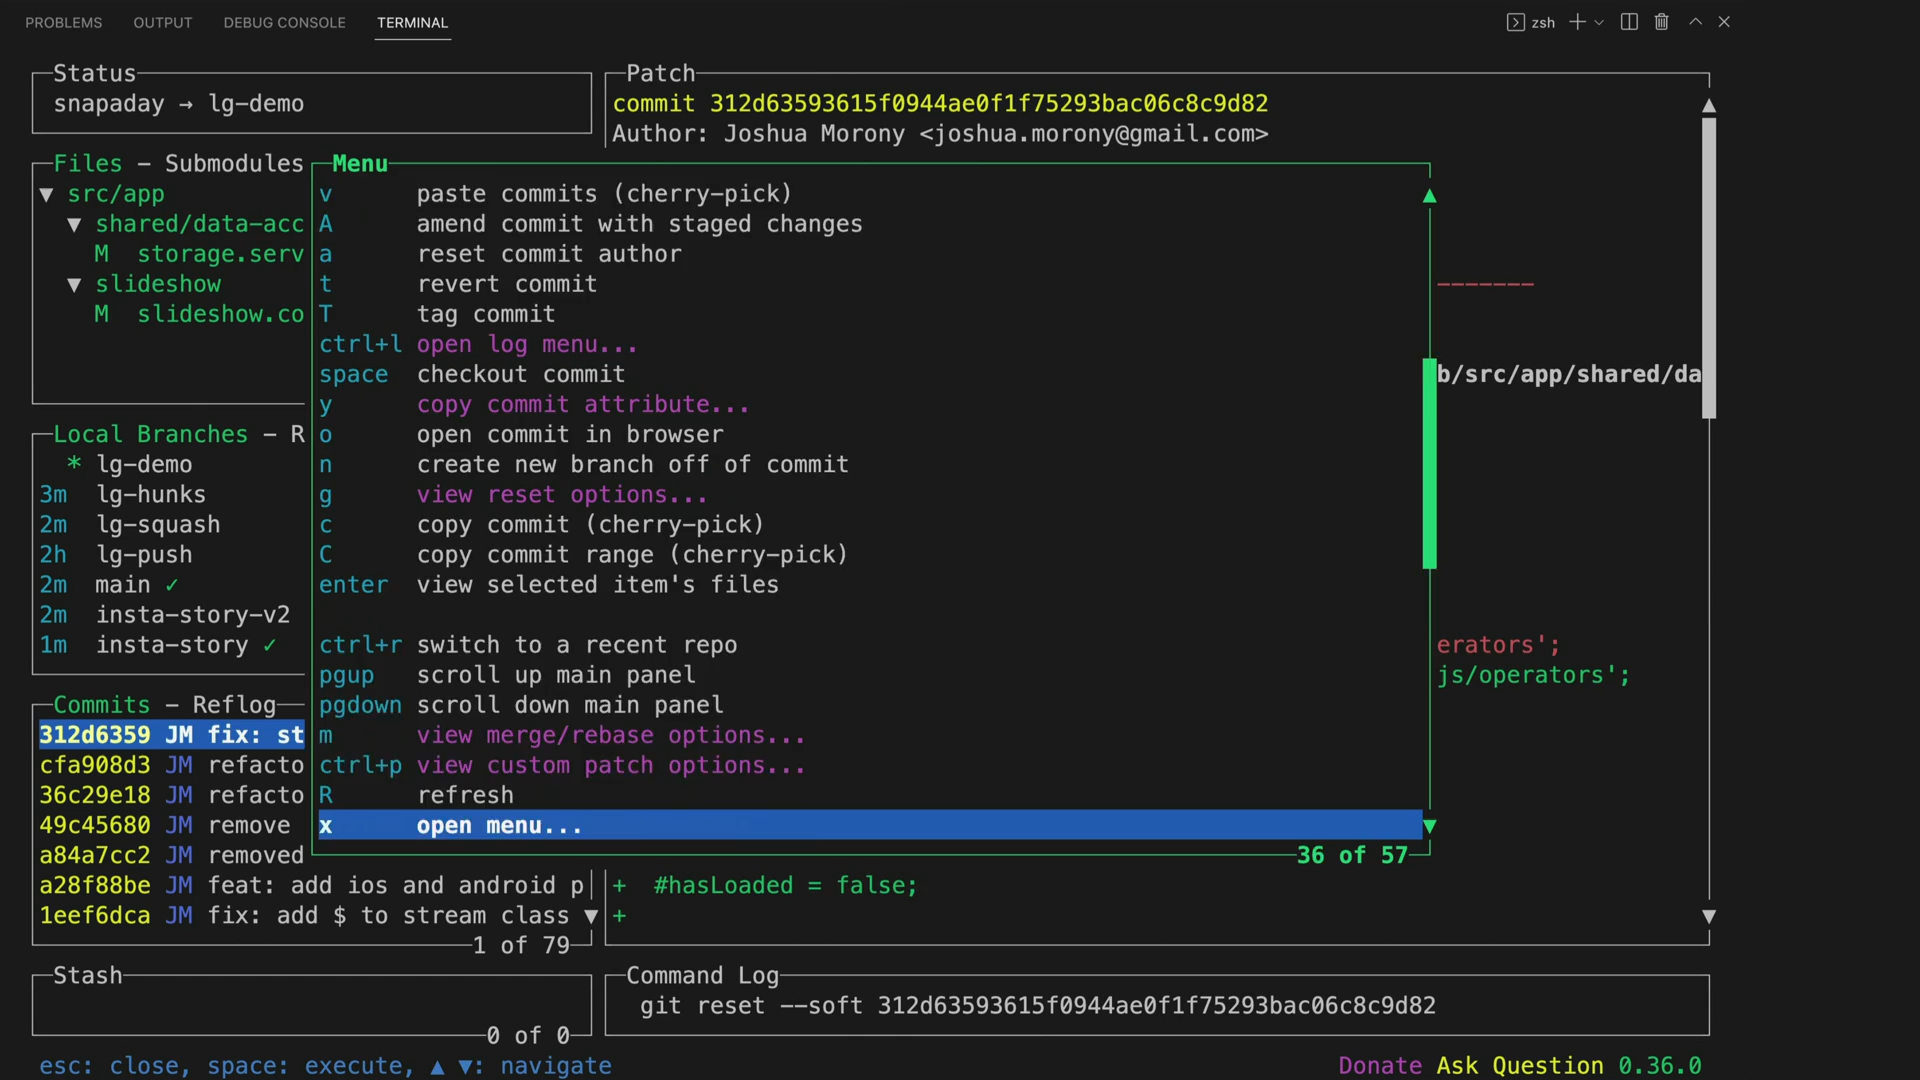 PROBLEMS OUTPUT DEBUG CONSOLE TERMINAL zsh
Status
snapaday → lg-demo
Patch
commit 312d63593615f0944ae0f1f75293bac06c8c9d82
Author: Joshua Morony <joshua.morony@gmail.com>
Files - Submodules
▼ src/app
▼ shared/data-acc
M storage.serv
▼ slideshow
M slideshow.co
Local Branches - R
* lg-demo
3m lg-hunks
2m lg-squash
2h lg-push
2m main ✓
2m insta-story-v2
1m insta-story ✓
Commits - Reflog
312d6359 JM fix: st
cfa908d3 JM refacto
36c29e18 JM refacto
49c45680 JM remove
a84a7cc2 JM removed
a28f88be JM feat: add ios and android p
1eef6dca JM fix: add $ to stream class
1 of 79
Menu
v paste commits (cherry-pick)
A amend commit with staged changes
a reset commit author
t revert commit
T tag commit
ctrl+l open log menu...
space checkout commit
y copy commit attribute...
o open commit in browser
n create new branch off of commit
g view reset options...
c copy commit (cherry-pick)
C copy commit range (cherry-pick)
enter view selected item's files
ctrl+r switch to a recent repo
pgup scroll up main panel
pgdown scroll down main panel
m view merge/rebase options...
ctrl+p view custom patch options...
R refresh
x open menu...
36 of 57
-------
b/src/app/shared/da
erators';
js/operators';
+ #hasLoaded = false;
+
Stash
0 of 0
Command Log
git reset --soft 312d63593615f0944ae0f1f75293bac06c8c9d82
esc: close, space: execute, ▲ ▼: navigate
Donate Ask Question 0.36.0